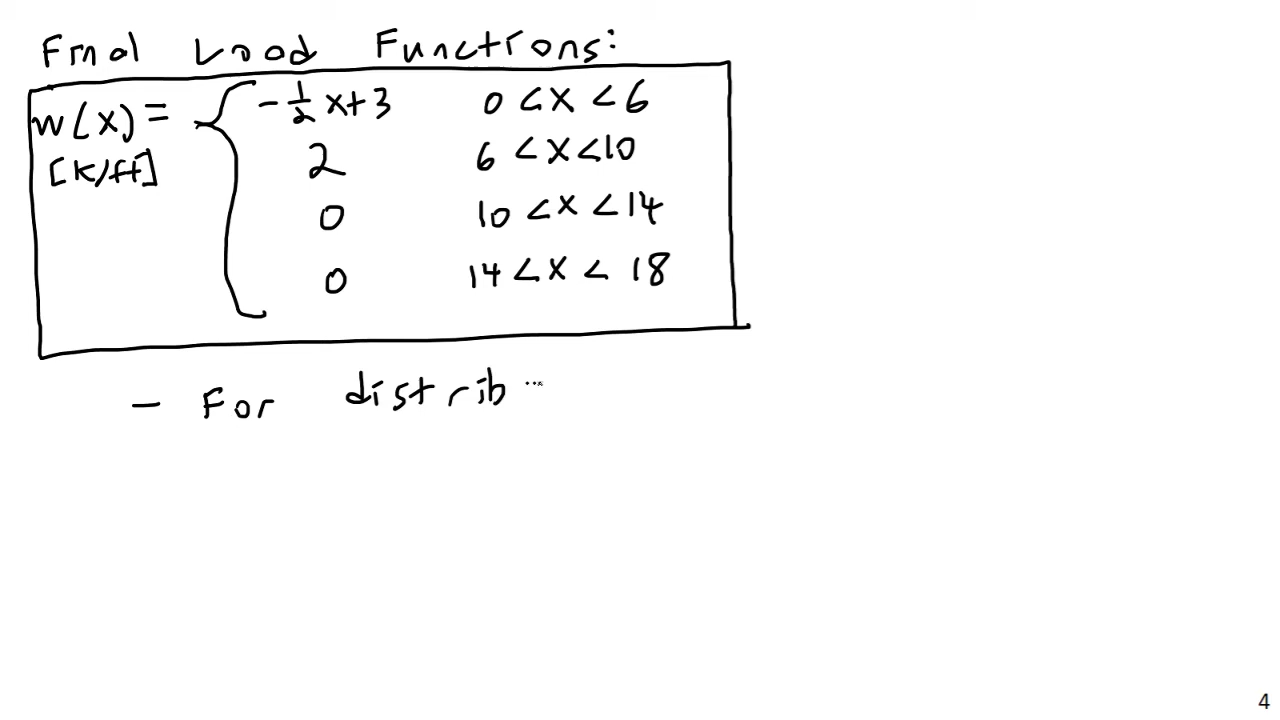 Final Load Functions:
w(x) = { -1/2 x + 3    0 < x < 6
[k/ft]    2    6 < x < 10
0    10 < x < 14
0    14 < x < 18
- For distrib
4